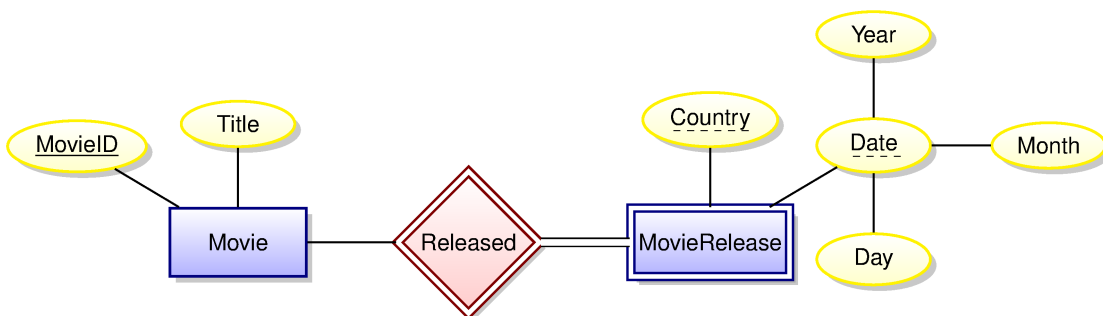 Year
Country
Title
MovieID
Date
Month
Movie
Released
MovieRelease
Day